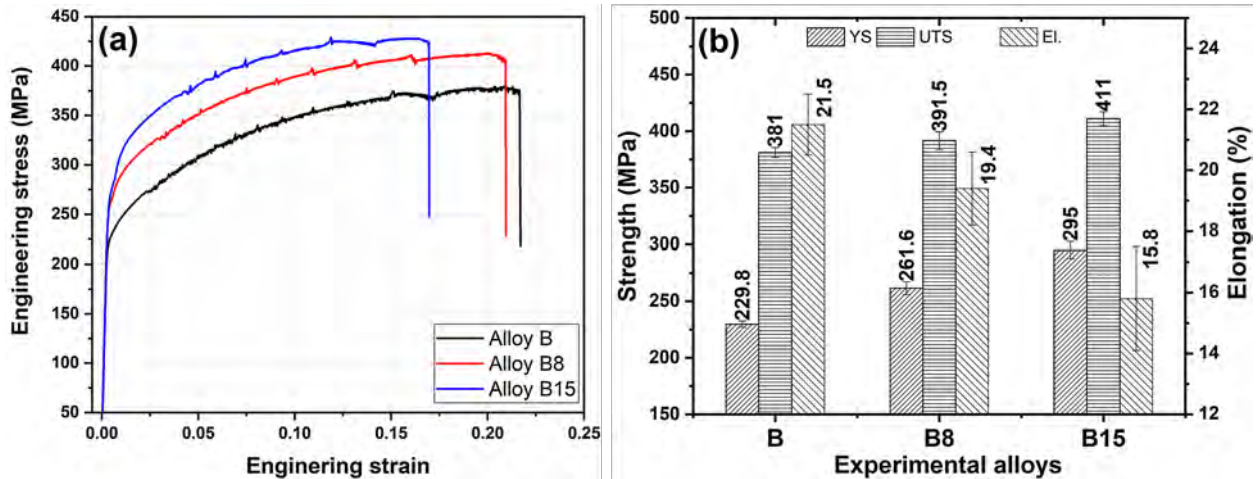 (a)
450
400
350
300
250
200
150
100
50
Engineering stress (MPa)
0.00 0.05 0.10 0.15 0.20 0.25
Enginering strain
Alloy B
Alloy B8
Alloy B15
(b)
YS UTS El.
500
450
400
350
300
250
200
150
Strength (MPa)
229.8
381
21.5
261.6
391.5
19.4
295
411
15.8
24
22
20
18
16
14
12
Elongation (%)
B B8 B15
Experimental alloys